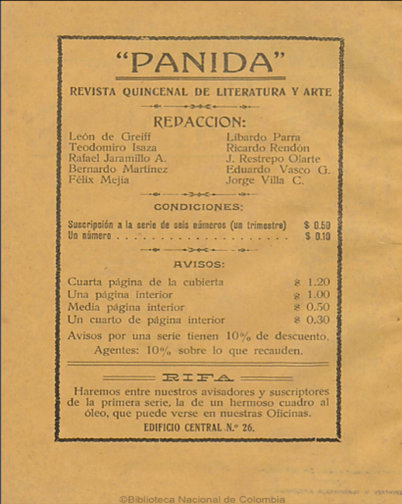 "PANIDA"
REVISTA QUINCENAL DE LITERATURA Y ARTE
REDACCION:
León de Greiff Libardo Parra
Teodomiro Isaza Ricardo Rendón
Rafael Jaramillo A. J. Restrepo Olarte
Bernardo Martinez Eduardo Vasco G.
Félix Mejía Jorge Villa C.
CONDICIONES:
Suscripción a la serie de seis números (un trimestre) $ 0.50
Un número . . . . . . . . . . . . . . . . . . . $ 0.10
AVISOS:
Cuarta página de la cubierta $ 1.20
Una página interior $ 1.00
Media página interior $ 0.50
Un cuarto de página interior $ 0.30
Avisos por una serie tienen 10% de descuento.
Agentes: 10% sobre lo que recauden.
RIFA
Haremos entre nuestros avisadores y suscriptores
de la primera serie, la de un hermoso cuadro al
óleo, que puede verse en nuestras Oficinas.
EDIFICIO CENTRAL N.º 26.
©Biblioteca Nacional de Colombia